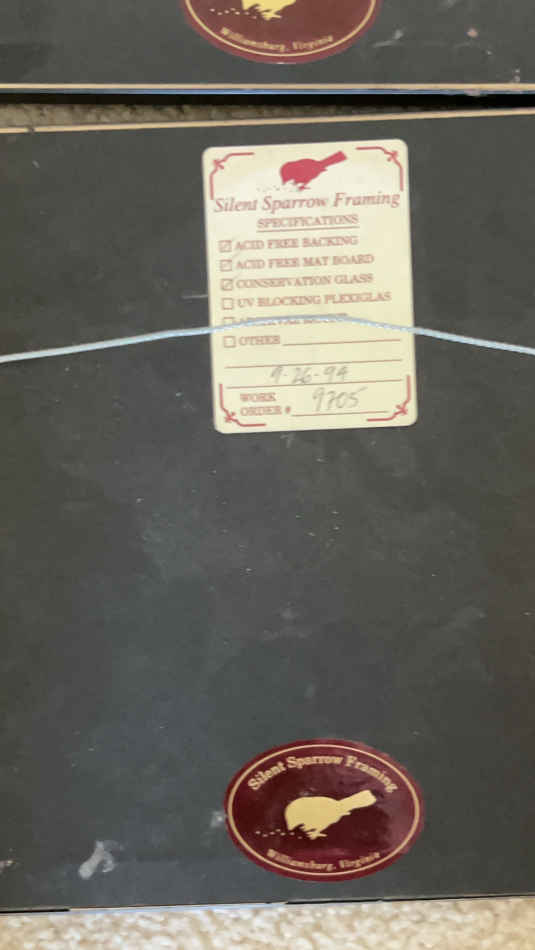 Williamsburg, Virginia
Silent Sparrow Framing
SPECIFICATIONS
ACID FREE BACKING
ACID FREE MAT BOARD
CONSERVATION GLASS
UV BLOCKING PLEXIGLAS
OTHER
9-26-94
WORK
ORDER # 9705
Silent Sparrow Framing
Williamsburg, Virginia